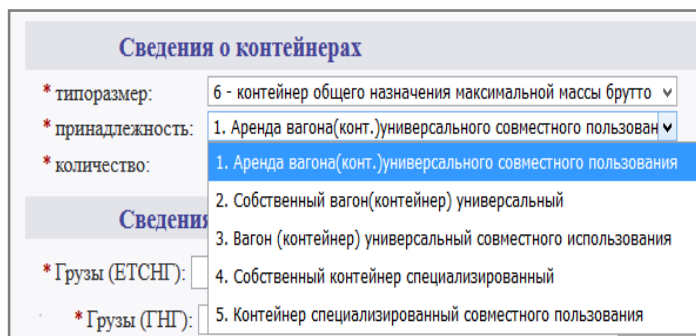 Сведения о контейнерах
* типоразмер: 6 - контейнер общего назначения максимальной массы брутто
* принадлежность: 1. Аренда вагона(конт.)универсального совместного пользован
* количество: 1. Аренда вагона(конт.)универсального совместного пользования
2. Собственный вагон(контейнер) универсальный
Сведения
3. Вагон (контейнер) универсальный совместного использования
* Грузы (ЕТСНГ): 4. Собственный контейнер специализированный
* Грузы (ГНГ): 5. Контейнер специализированный совместного пользования